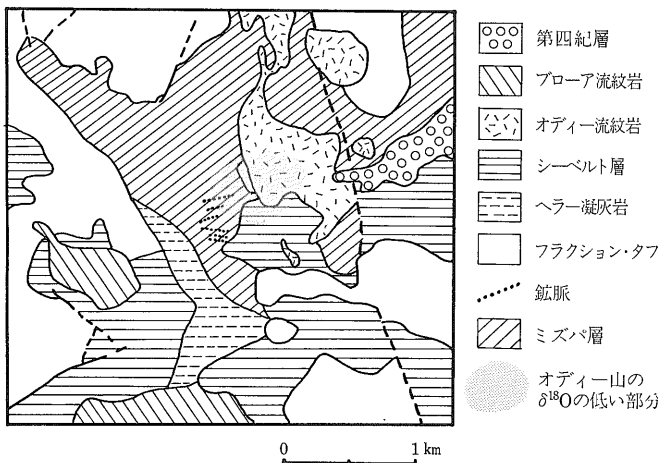 第四紀層
ブローア流紋岩
オディー流紋岩
シーベルト層
ヘラー凝灰岩
フラクション・タフ
鉱脈
ミズパ層
オディー山の
δ¹⁸Oの低い部分
0 1 km